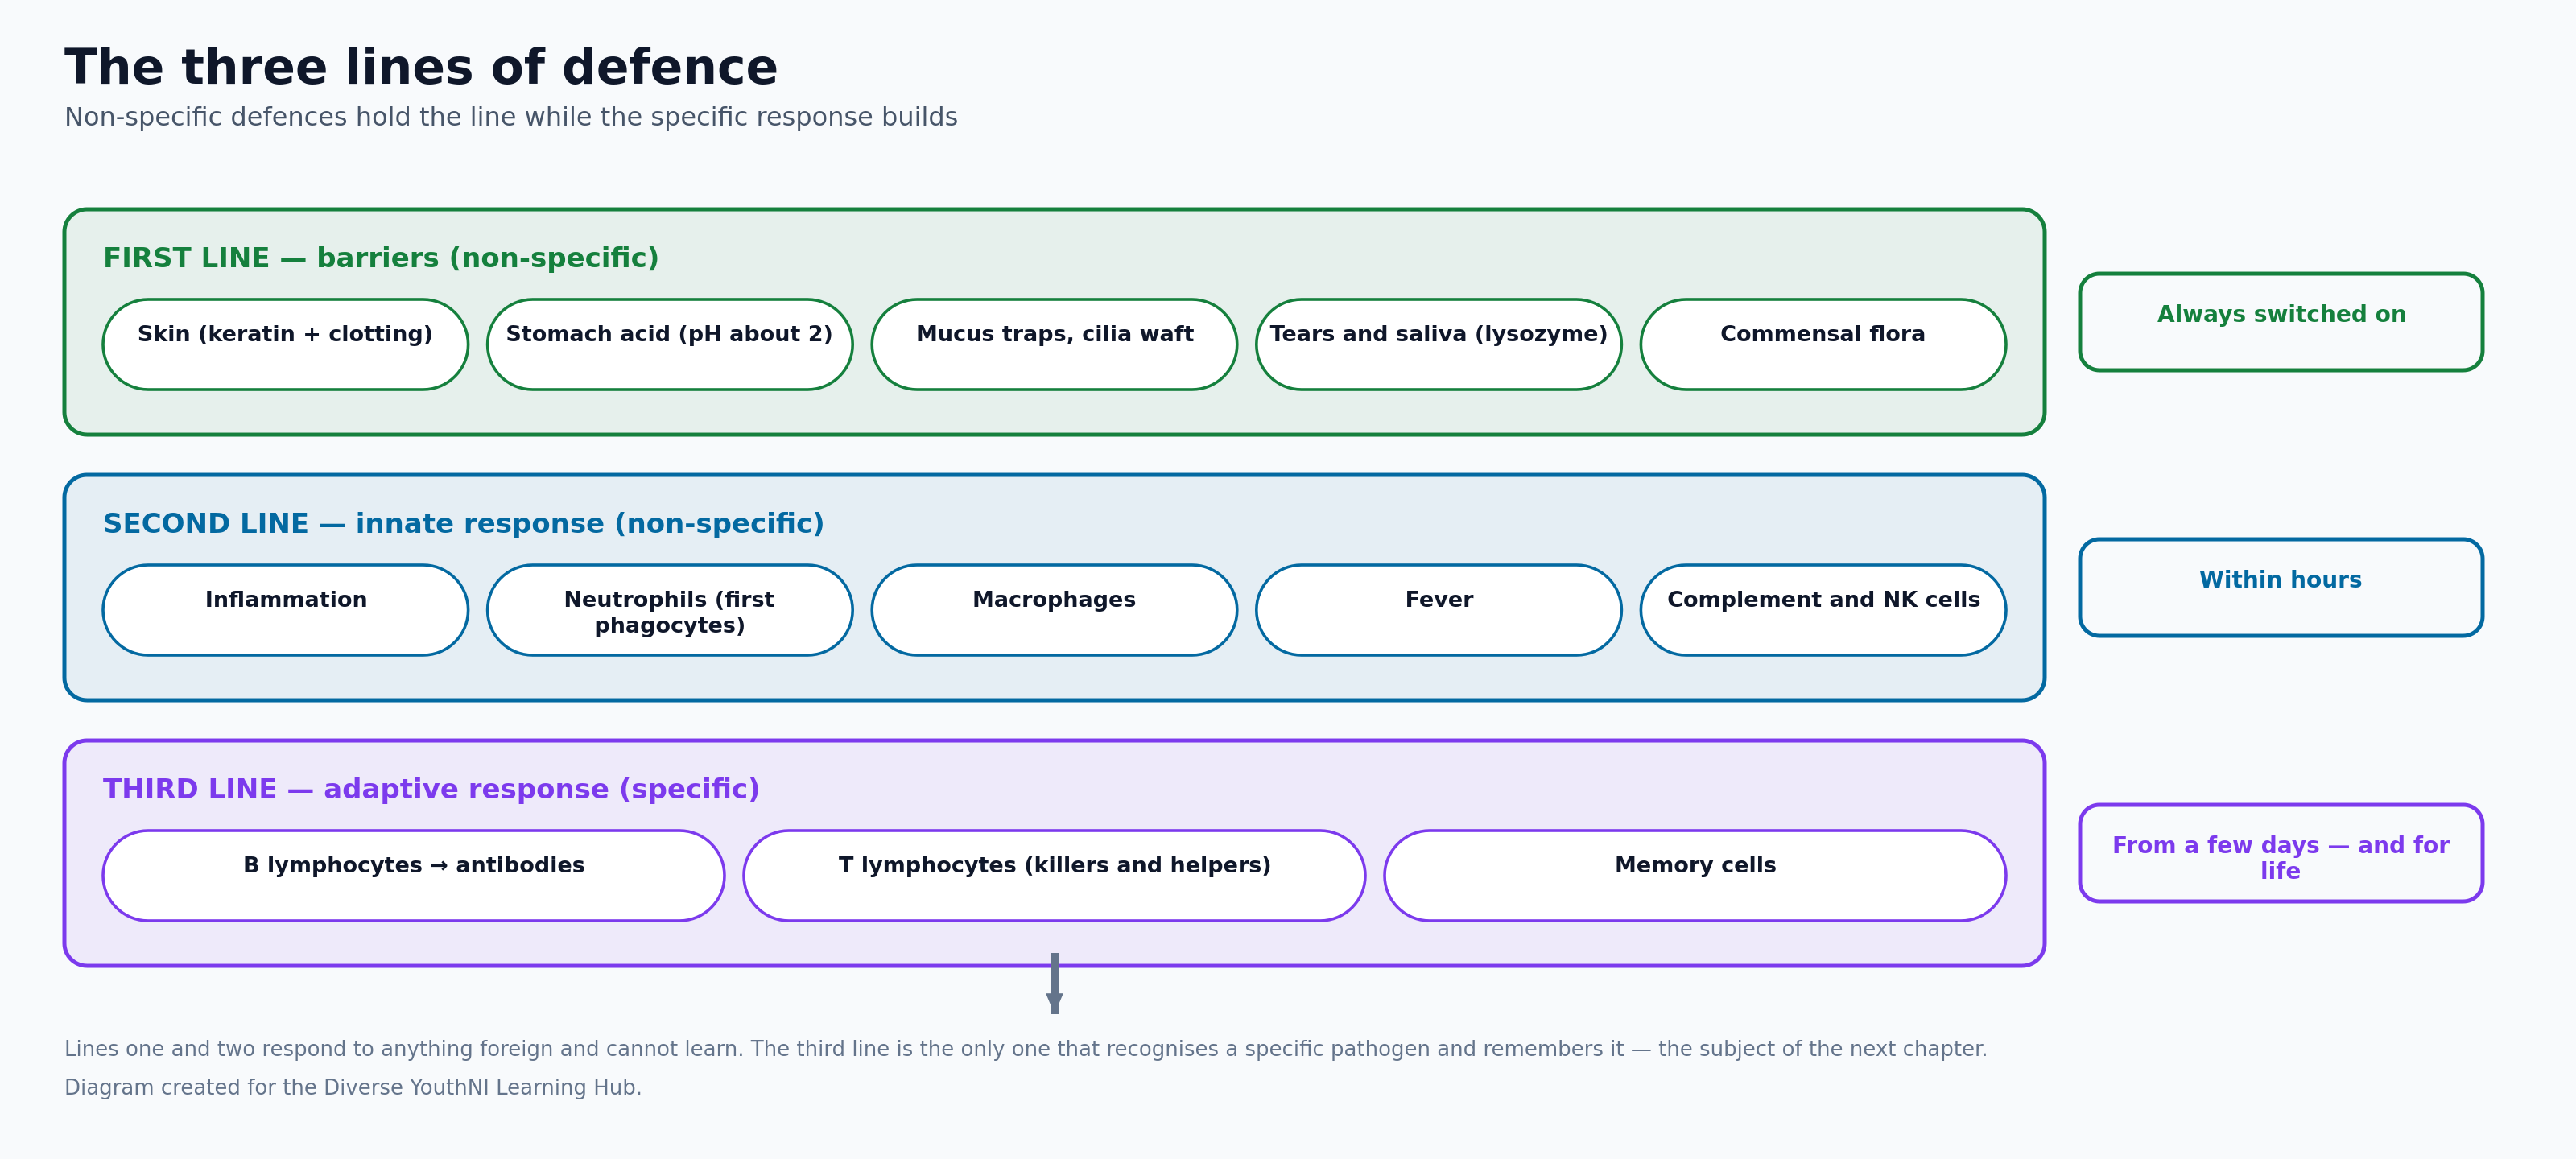 The three lines of defence
Non-specific defences hold the line while the specific response builds
FIRST LINE — barriers (non-specific)
Skin (keratin + clotting)
Stomach acid (pH about 2)
Mucus traps, cilia waft
Tears and saliva (lysozyme)
Commensal flora
Always switched on
SECOND LINE — innate response (non-specific)
Inflammation
Neutrophils (first
phagocytes)
Macrophages
Fever
Complement and NK cells
Within hours
THIRD LINE — adaptive response (specific)
B lymphocytes → antibodies
T lymphocytes (killers and helpers)
Memory cells
From a few days — and for
life
Lines one and two respond to anything foreign and cannot learn. The third line is the only one that recognises a specific pathogen and remembers it — the subject of the next chapter.
Diagram created for the Diverse YouthNI Learning Hub.